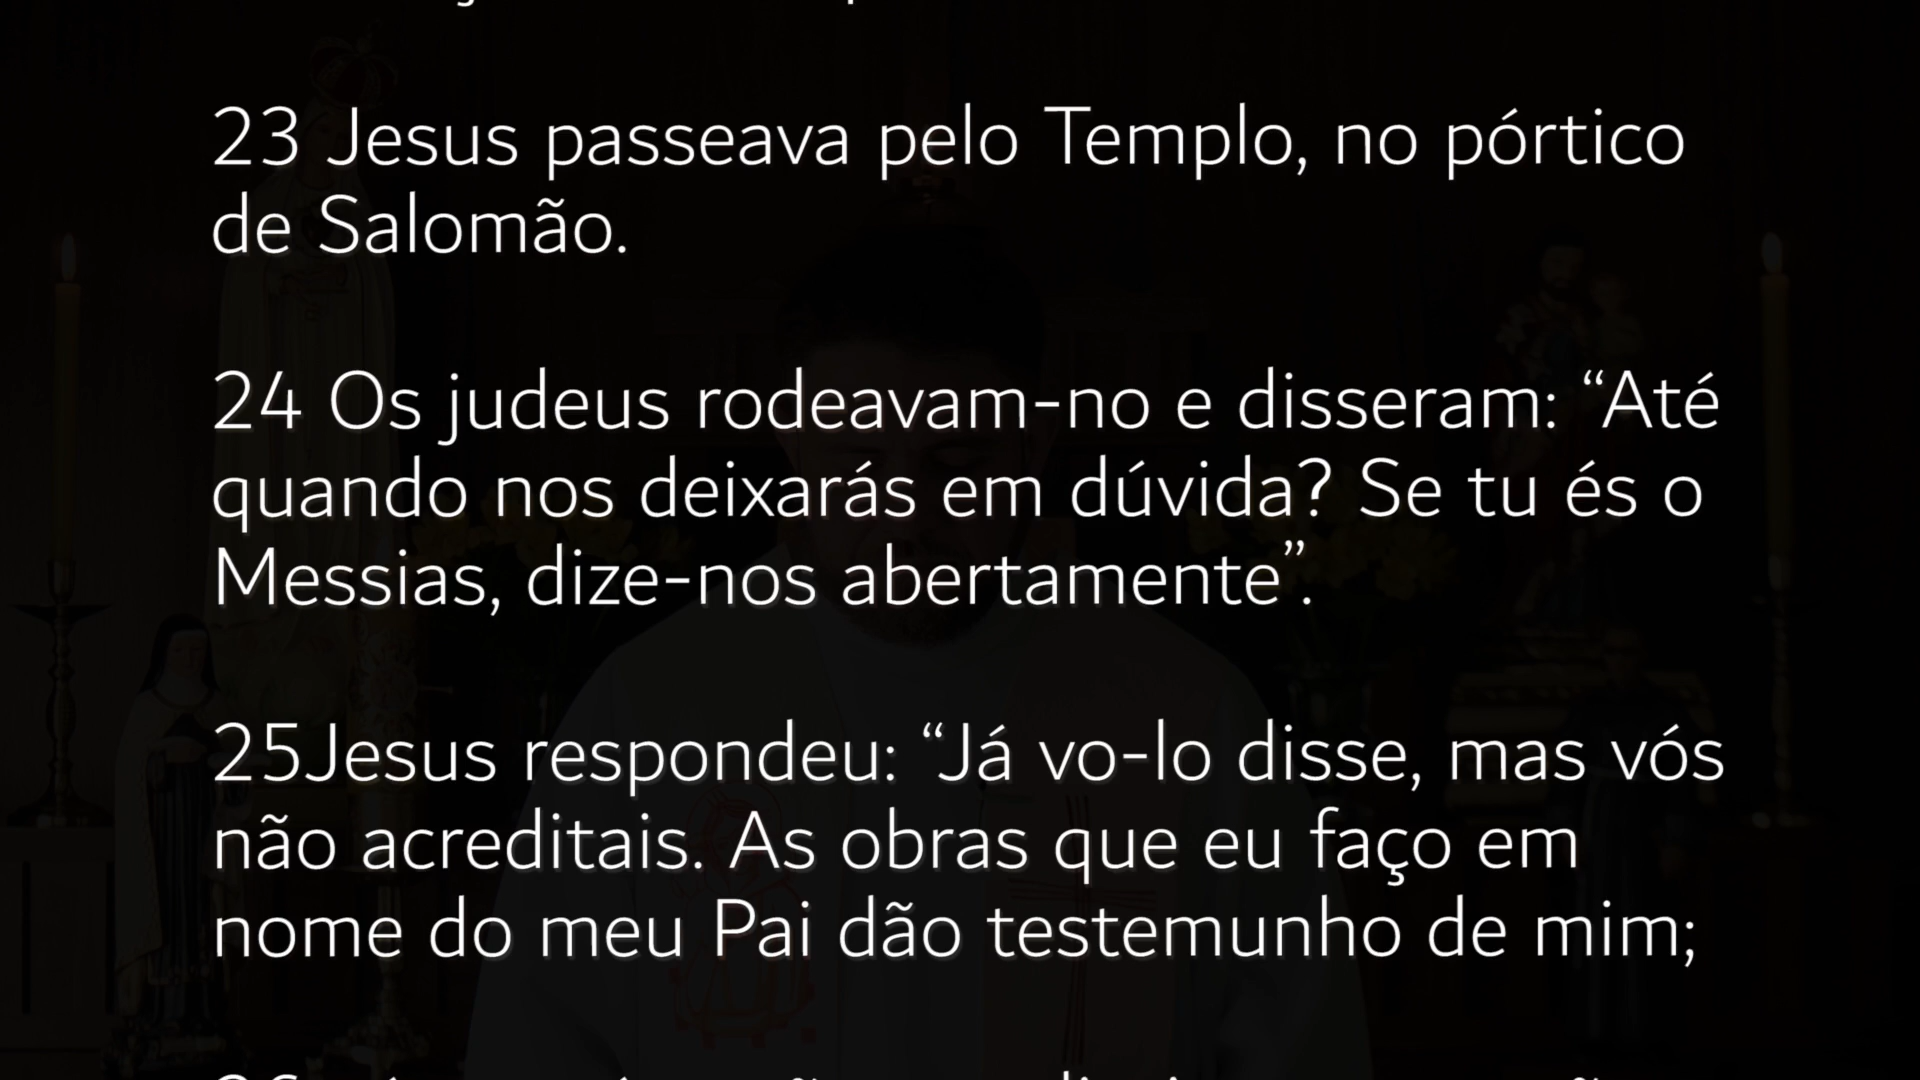 23 Jesus passeava pelo Templo, no pórtico
de Salomão.
24 Os judeus rodeavam-no e disseram: “Até
quando nos deixarás em dúvida? Se tu és o
Messias, dize-nos abertamente”.
25Jesus respondeu: “Já vo-lo disse, mas vós
não acreditais. As obras que eu faço em
nome do meu Pai dão testemunho de mim;